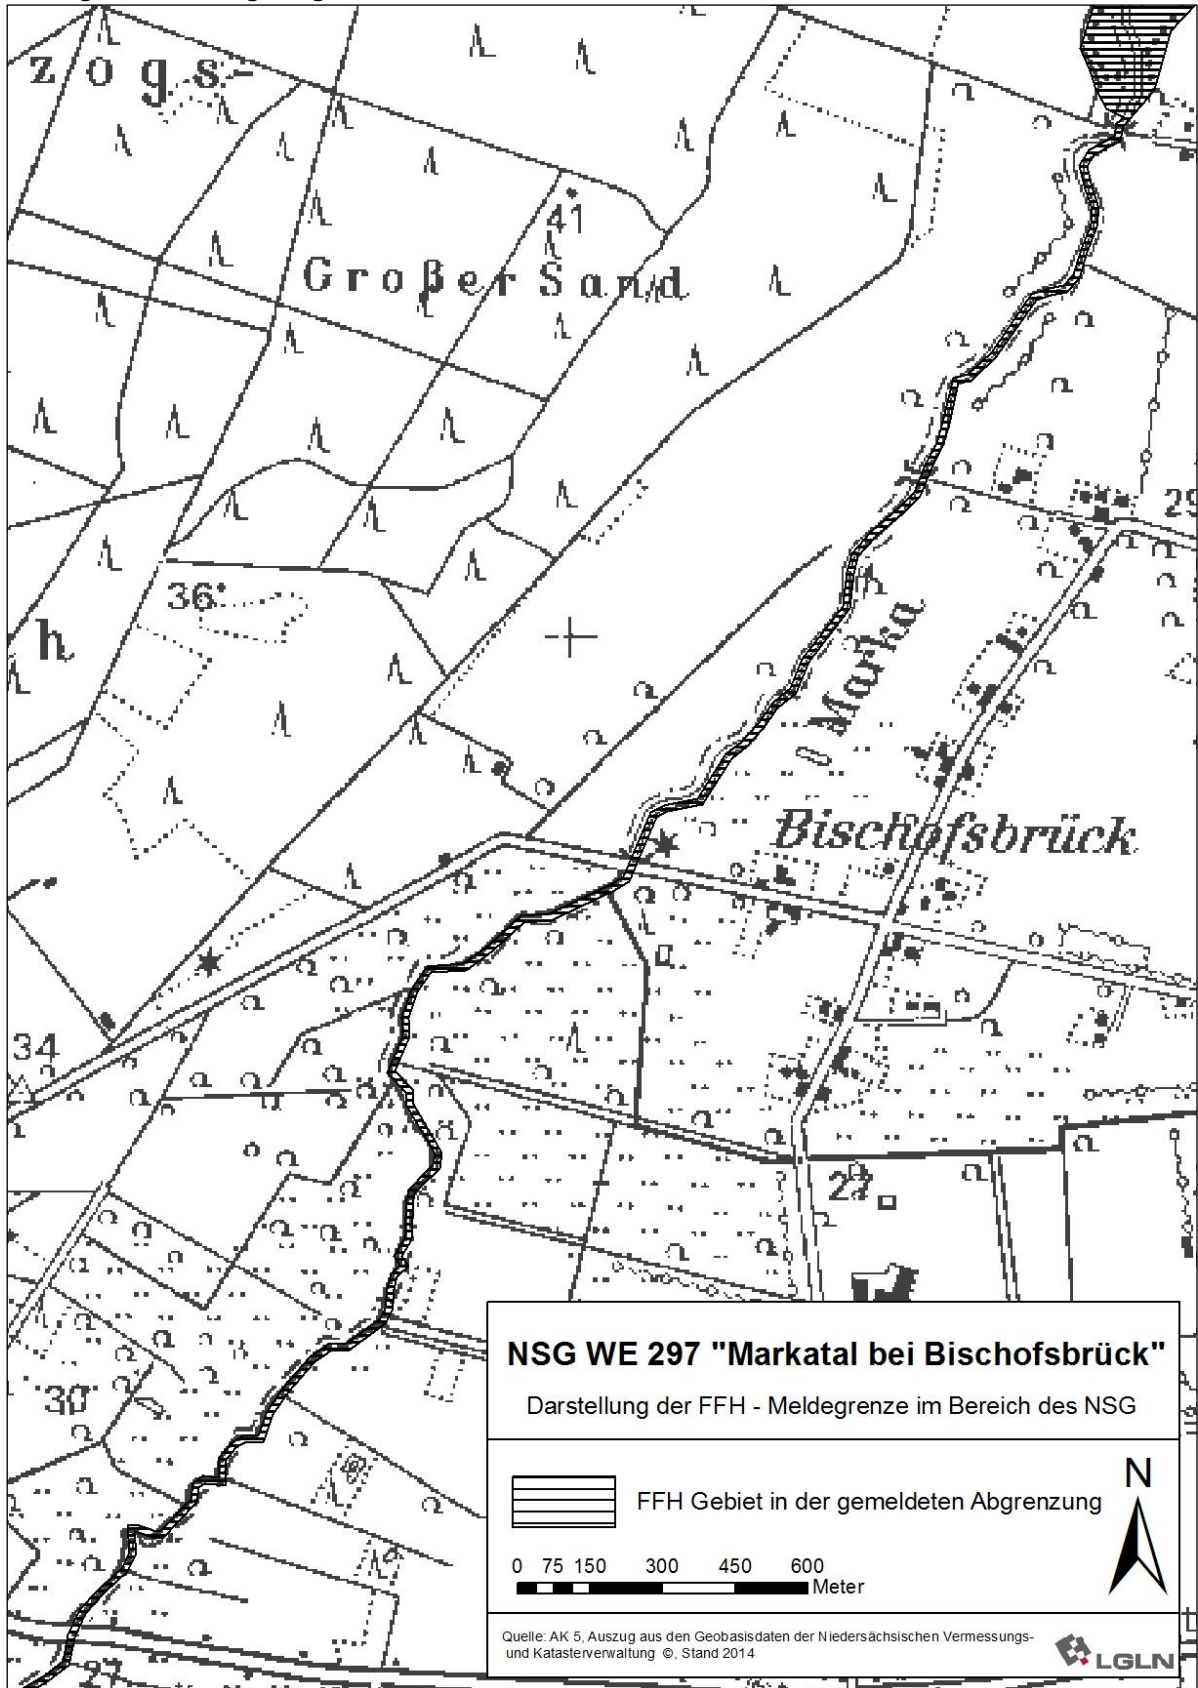 zogs-
41
Großer Sand
29
36
h
Marka
Bischofsbrück
34
27
30
27
NSG WE 297 "Markatal bei Bischofsbrück"
Darstellung der FFH - Meldegrenze im Bereich des NSG
FFH Gebiet in der gemeldeten Abgrenzung
N
0 75 150 300 450 600
Meter
Quelle: AK 5, Auszug aus den Geobasisdaten der Niedersächsischen Vermessungs-
und Katasterverwaltung ©, Stand 2014
LGLN